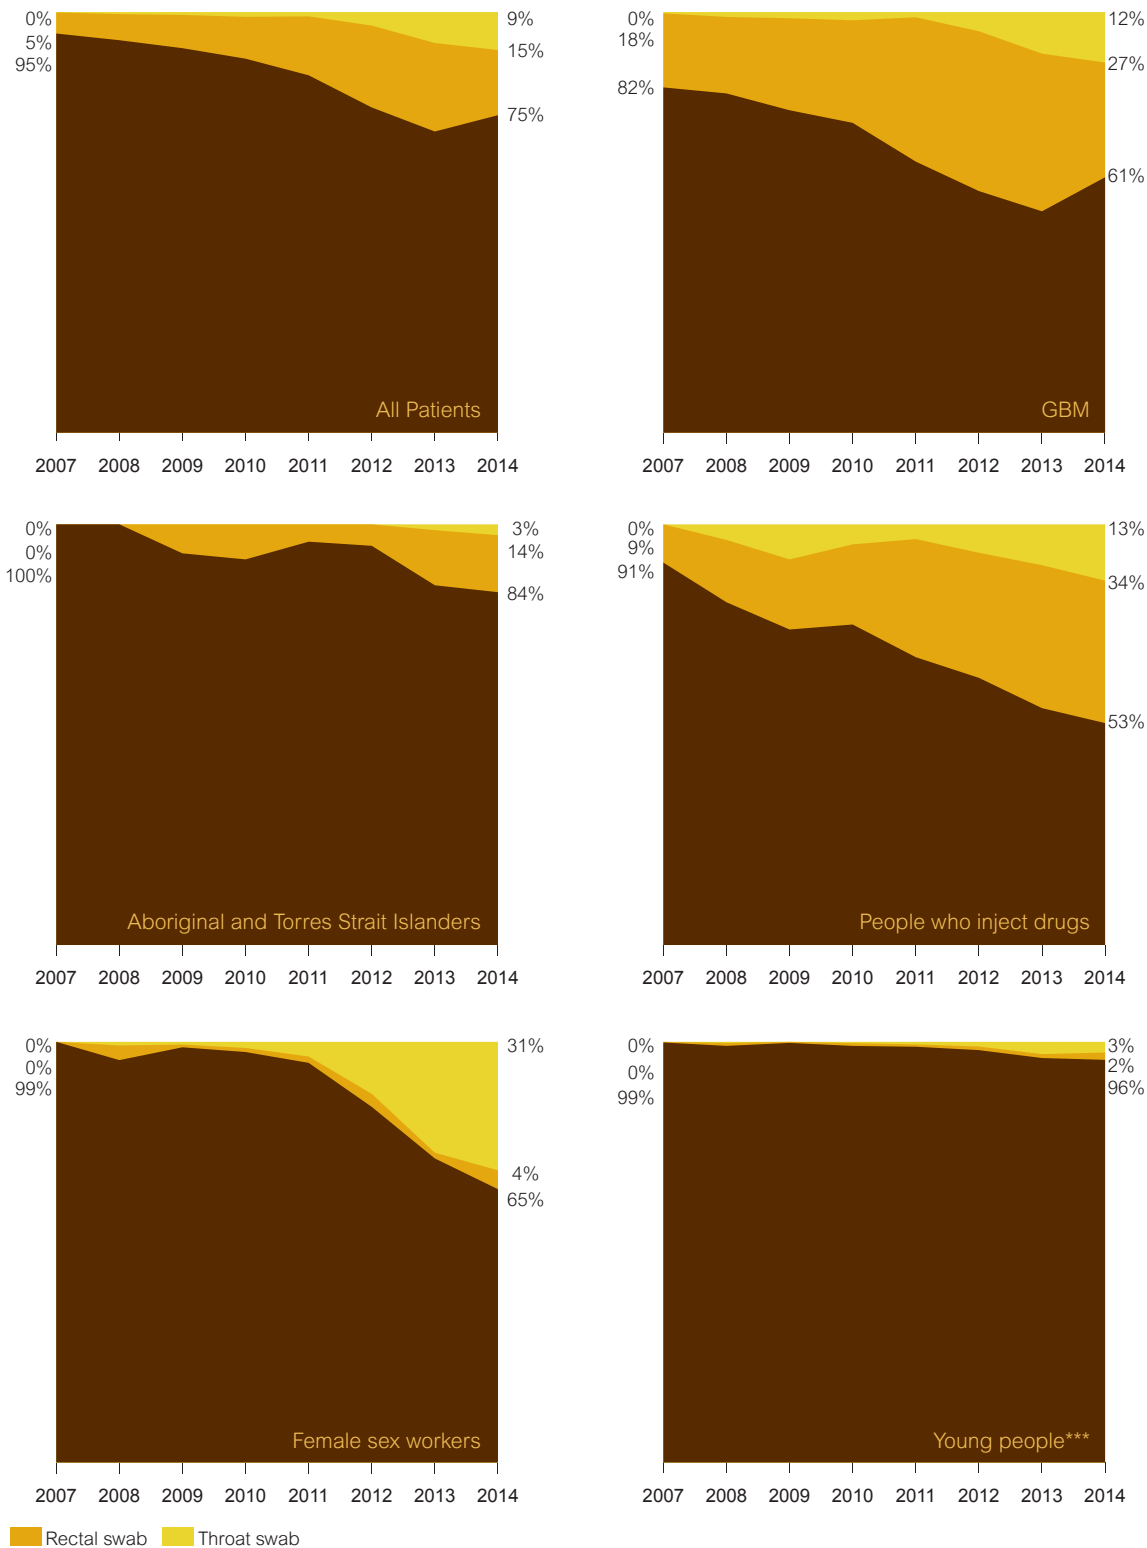 0%
5%
95%
9%
15%
75%
All Patients
2007 2008 2009 2010 2011 2012 2013 2014
0%
18%
82%
12%
27%
61%
GBM
2007 2008 2009 2010 2011 2012 2013 2014
0%
0%
100%
3%
14%
84%
Aboriginal and Torres Strait Islanders
2007 2008 2009 2010 2011 2012 2013 2014
0%
9%
91%
13%
34%
53%
People who inject drugs
2007 2008 2009 2010 2011 2012 2013 2014
0%
0%
99%
31%
4%
65%
Female sex workers
2007 2008 2009 2010 2011 2012 2013 2014
0%
0%
99%
3%
2%
96%
Young people***
2007 2008 2009 2010 2011 2012 2013 2014
Rectal swab Throat swab